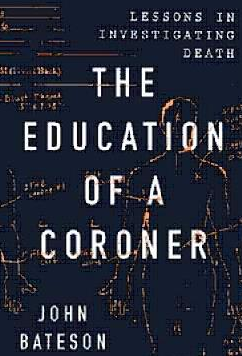 LESSONS IN
INVESTIGATING
DEATH
THE
EDUCATION
OF A
CORONER
JOHN
BATESON